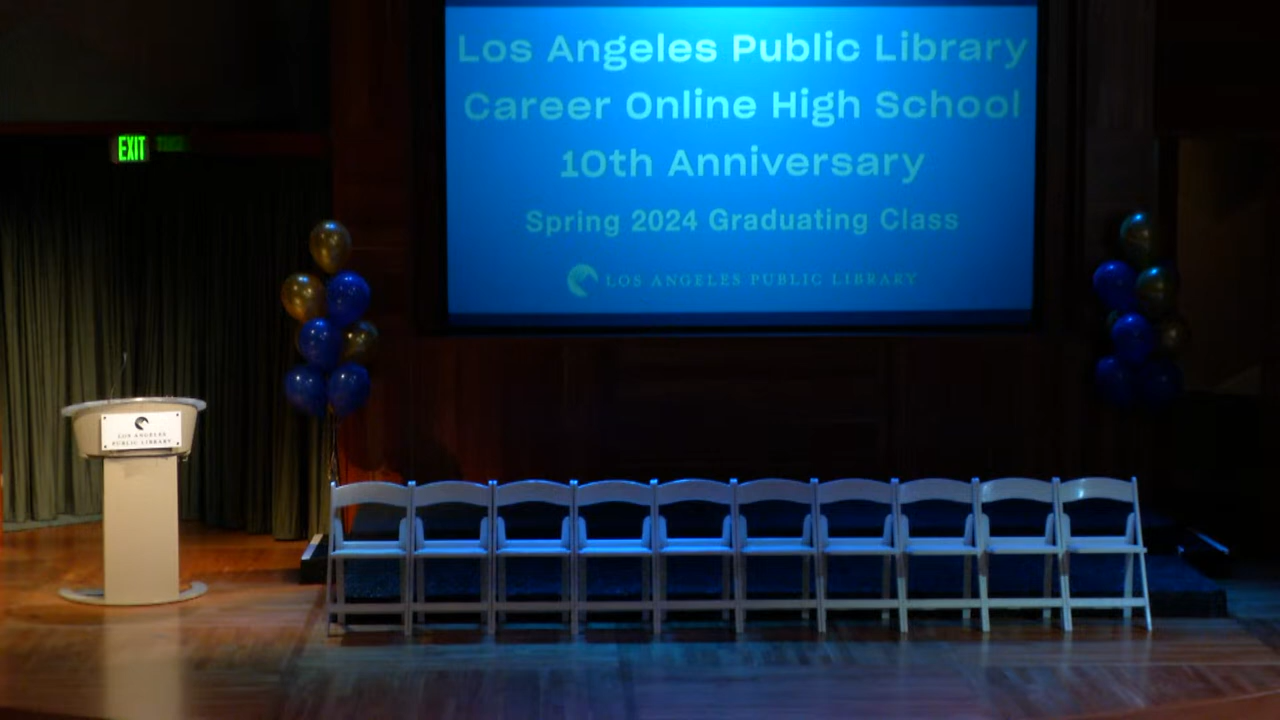 Los Angeles Public Library
Career Online High School
10th Anniversary
Spring 2024 Graduating Class
LOS ANGELES PUBLIC LIBRARY
EXIT
LOS ANGELES
PUBLIC LIBRARY